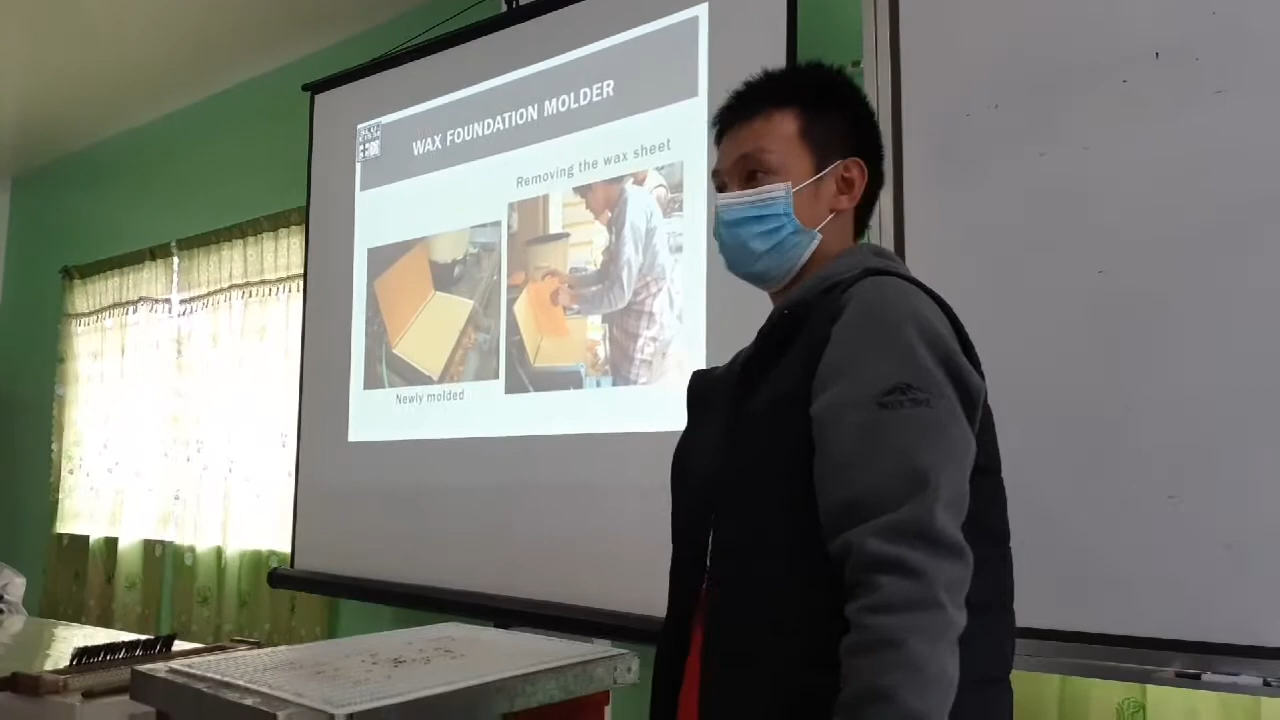 WAX FOUNDATION MOLDER
Removing the wax sheet
Newly molded